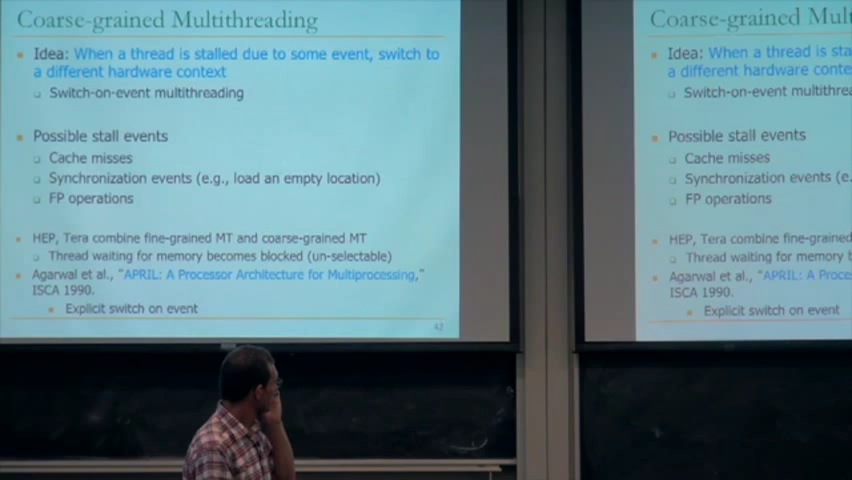 Coarse-grained Multithreading
Idea: When a thread is stalled due to some event, switch to
a different hardware context
Switch-on-event multithreading
Possible stall events
Cache misses
Synchronization events (e.g., load an empty location)
FP operations
HEP, Tera combine fine-grained MT and coarse-grained MT
Thread waiting for memory becomes blocked (un-selectable)
Agarwal et al., "APRIL: A Processor Architecture for Multiprocessing,"
ISCA 1990.
Explicit switch on event
42
Coarse-grained Mul
Idea: When a thread is sta
a different hardware conte
Switch-on-event multithrea
Possible stall events
Cache misses
Synchronization events (e.
FP operations
HEP, Tera combine fine-grained
Thread waiting for memory b
Agarwal et al., "APRIL: A Proce
ISCA 1990.
Explicit switch on event